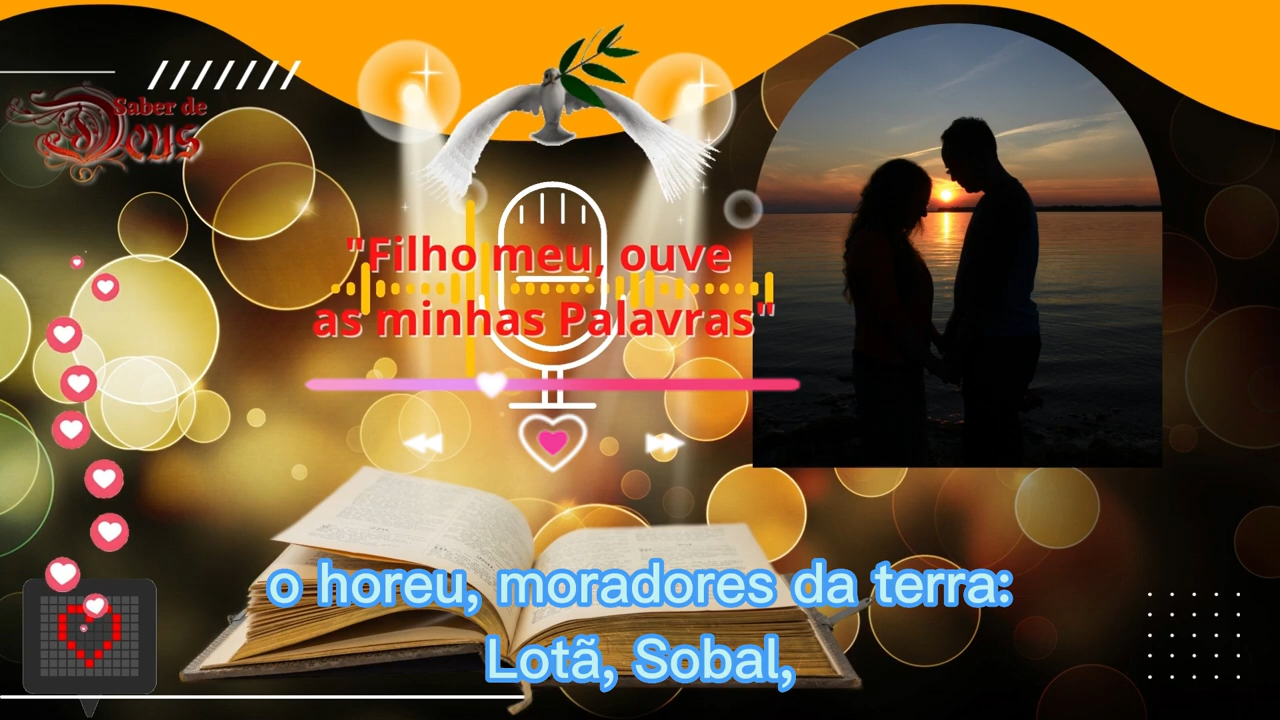 Saber de
Deus
"Filho meu, ouve
as minhas Palavras"
o horeu, moradores da terra:
Lotã, Sobal,